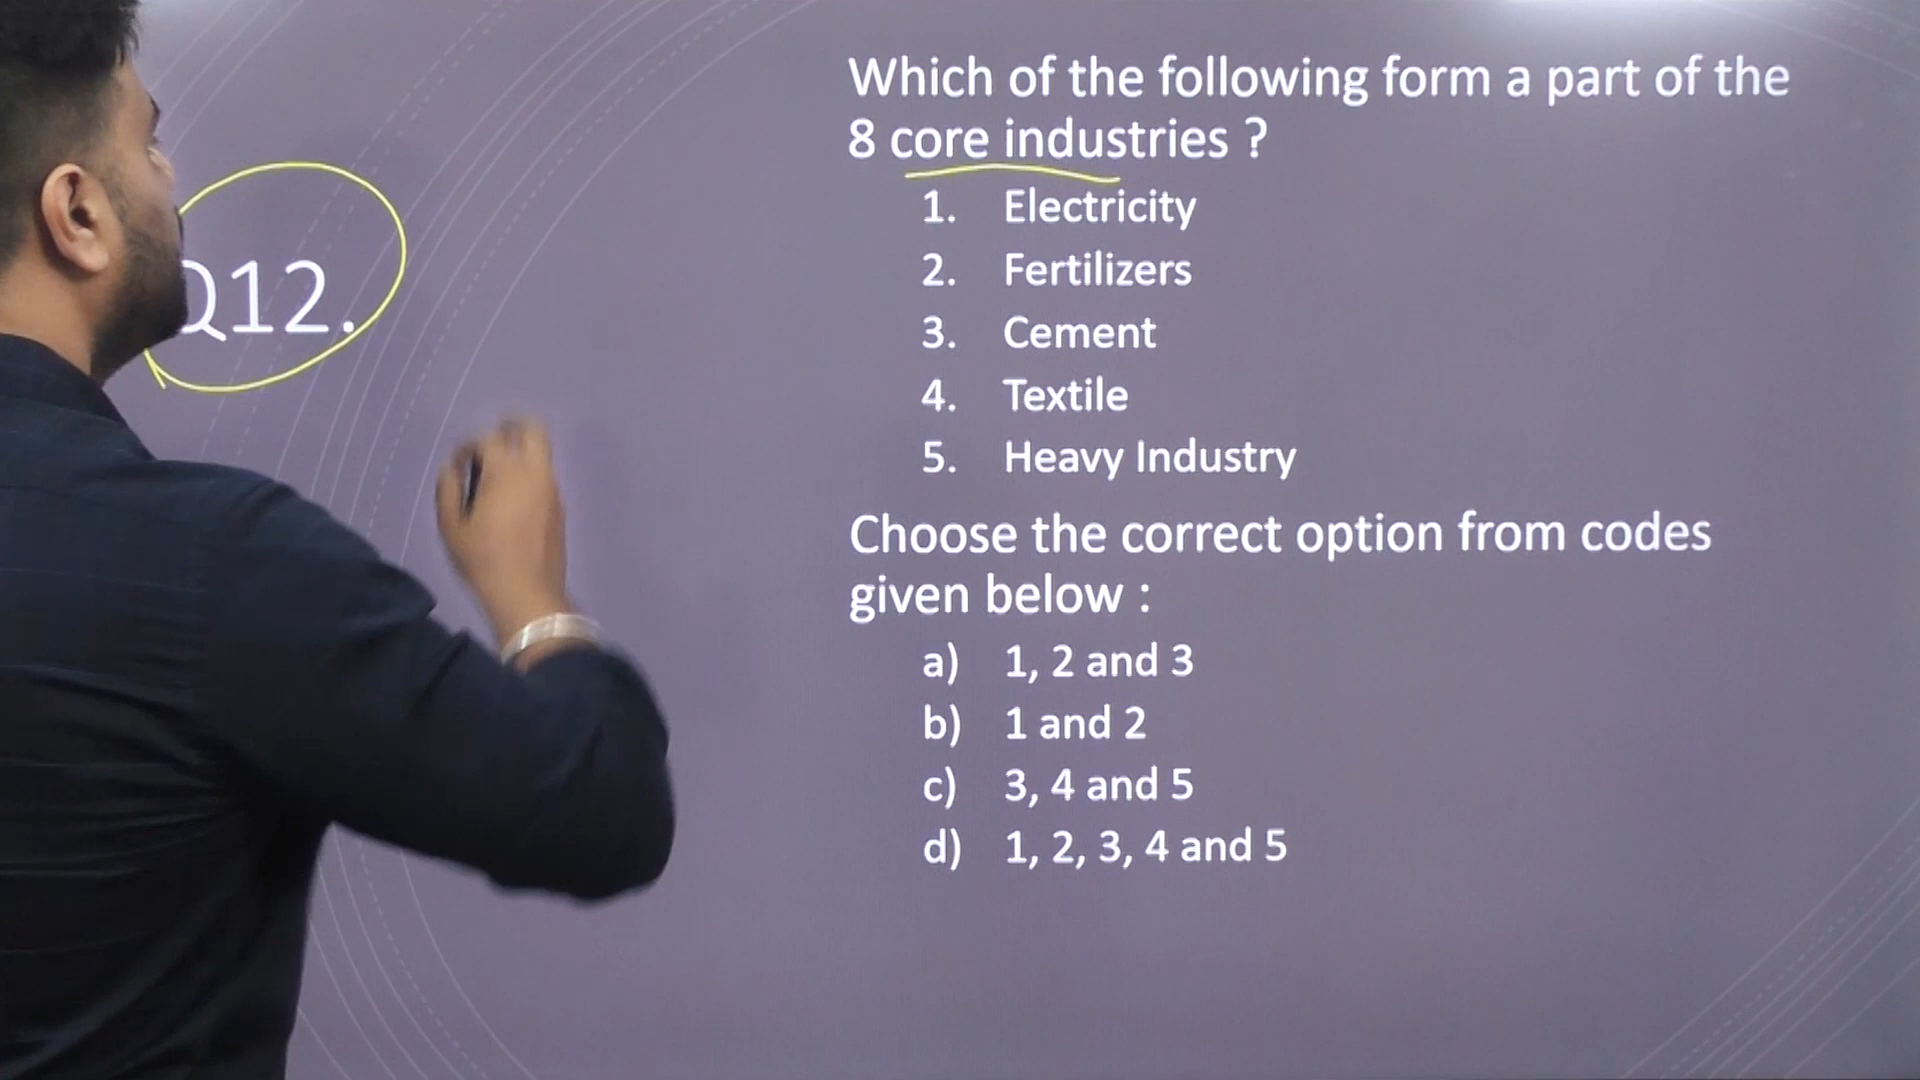 Q12.
Which of the following form a part of the
8 core industries ?
1. Electricity
2. Fertilizers
3. Cement
4. Textile
5. Heavy Industry
Choose the correct option from codes
given below :
a) 1, 2 and 3
b) 1 and 2
c) 3, 4 and 5
d) 1, 2, 3, 4 and 5